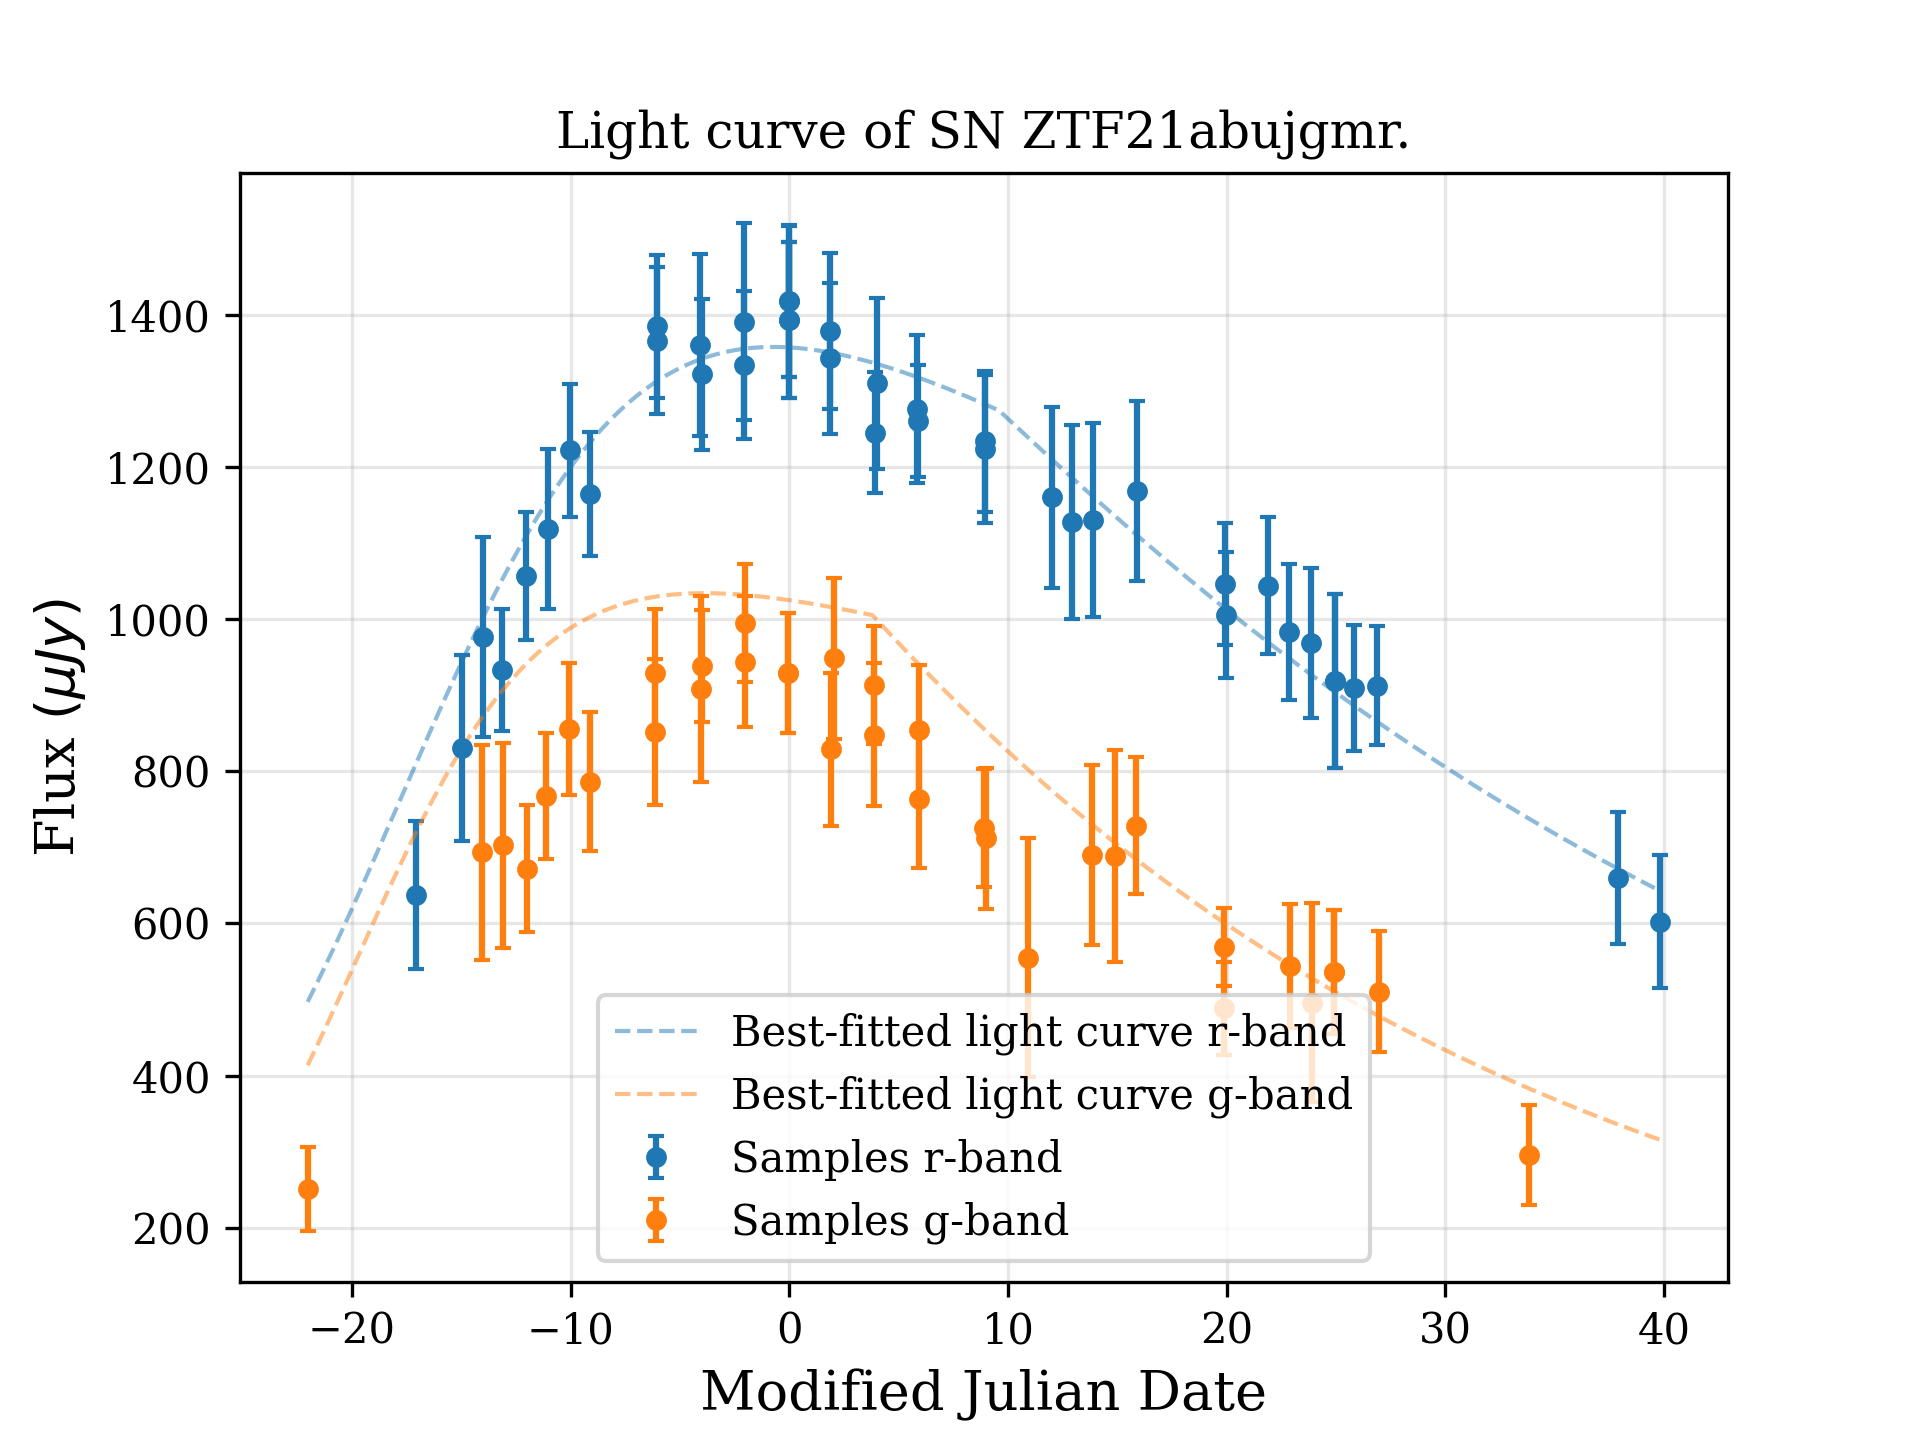 Light curve of SN ZTF21abujgmr.
Flux (μJy)
1400
1200
1000
800
600
400
200
Best-fitted light curve r-band
Best-fitted light curve g-band
Samples r-band
Samples g-band
−20 −10 0 10 20 30 40
Modified Julian Date